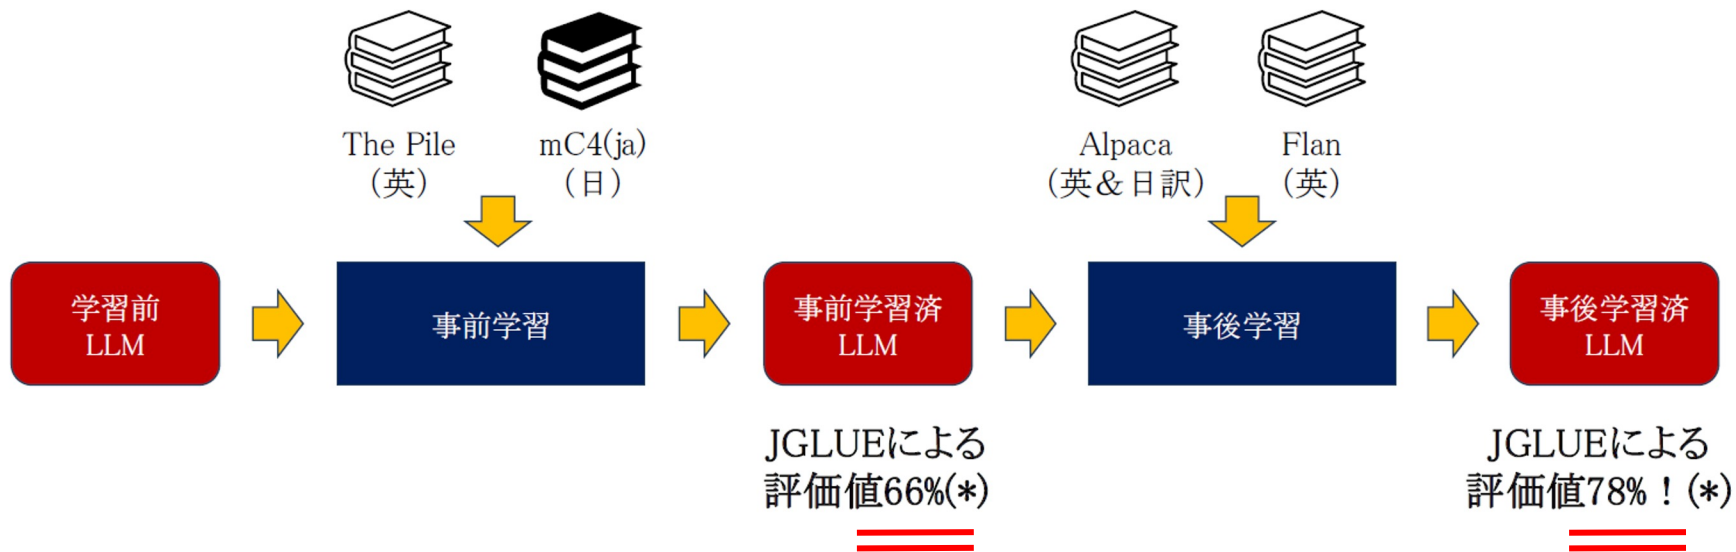 The Pile
（英）
mC4(ja)
（日）
Alpaca
（英＆日訳）
Flan
（英）
学習前
LLM
事前学習
事前学習済
LLM
事後学習
事後学習済
LLM
JGLUEによる
評価値66%(*)
JGLUEによる
評価値78%！(*)